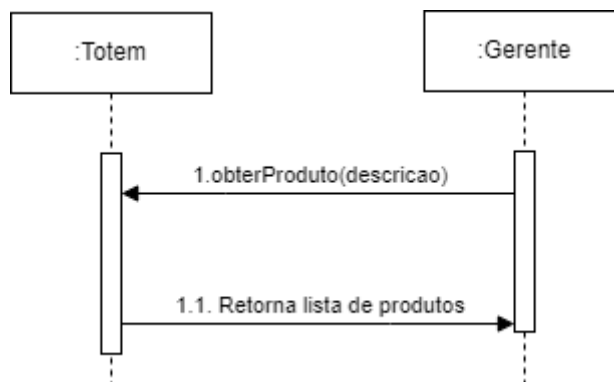 :Totem
:Gerente
1.obterProduto(descricao)
1.1. Retorna lista de produtos